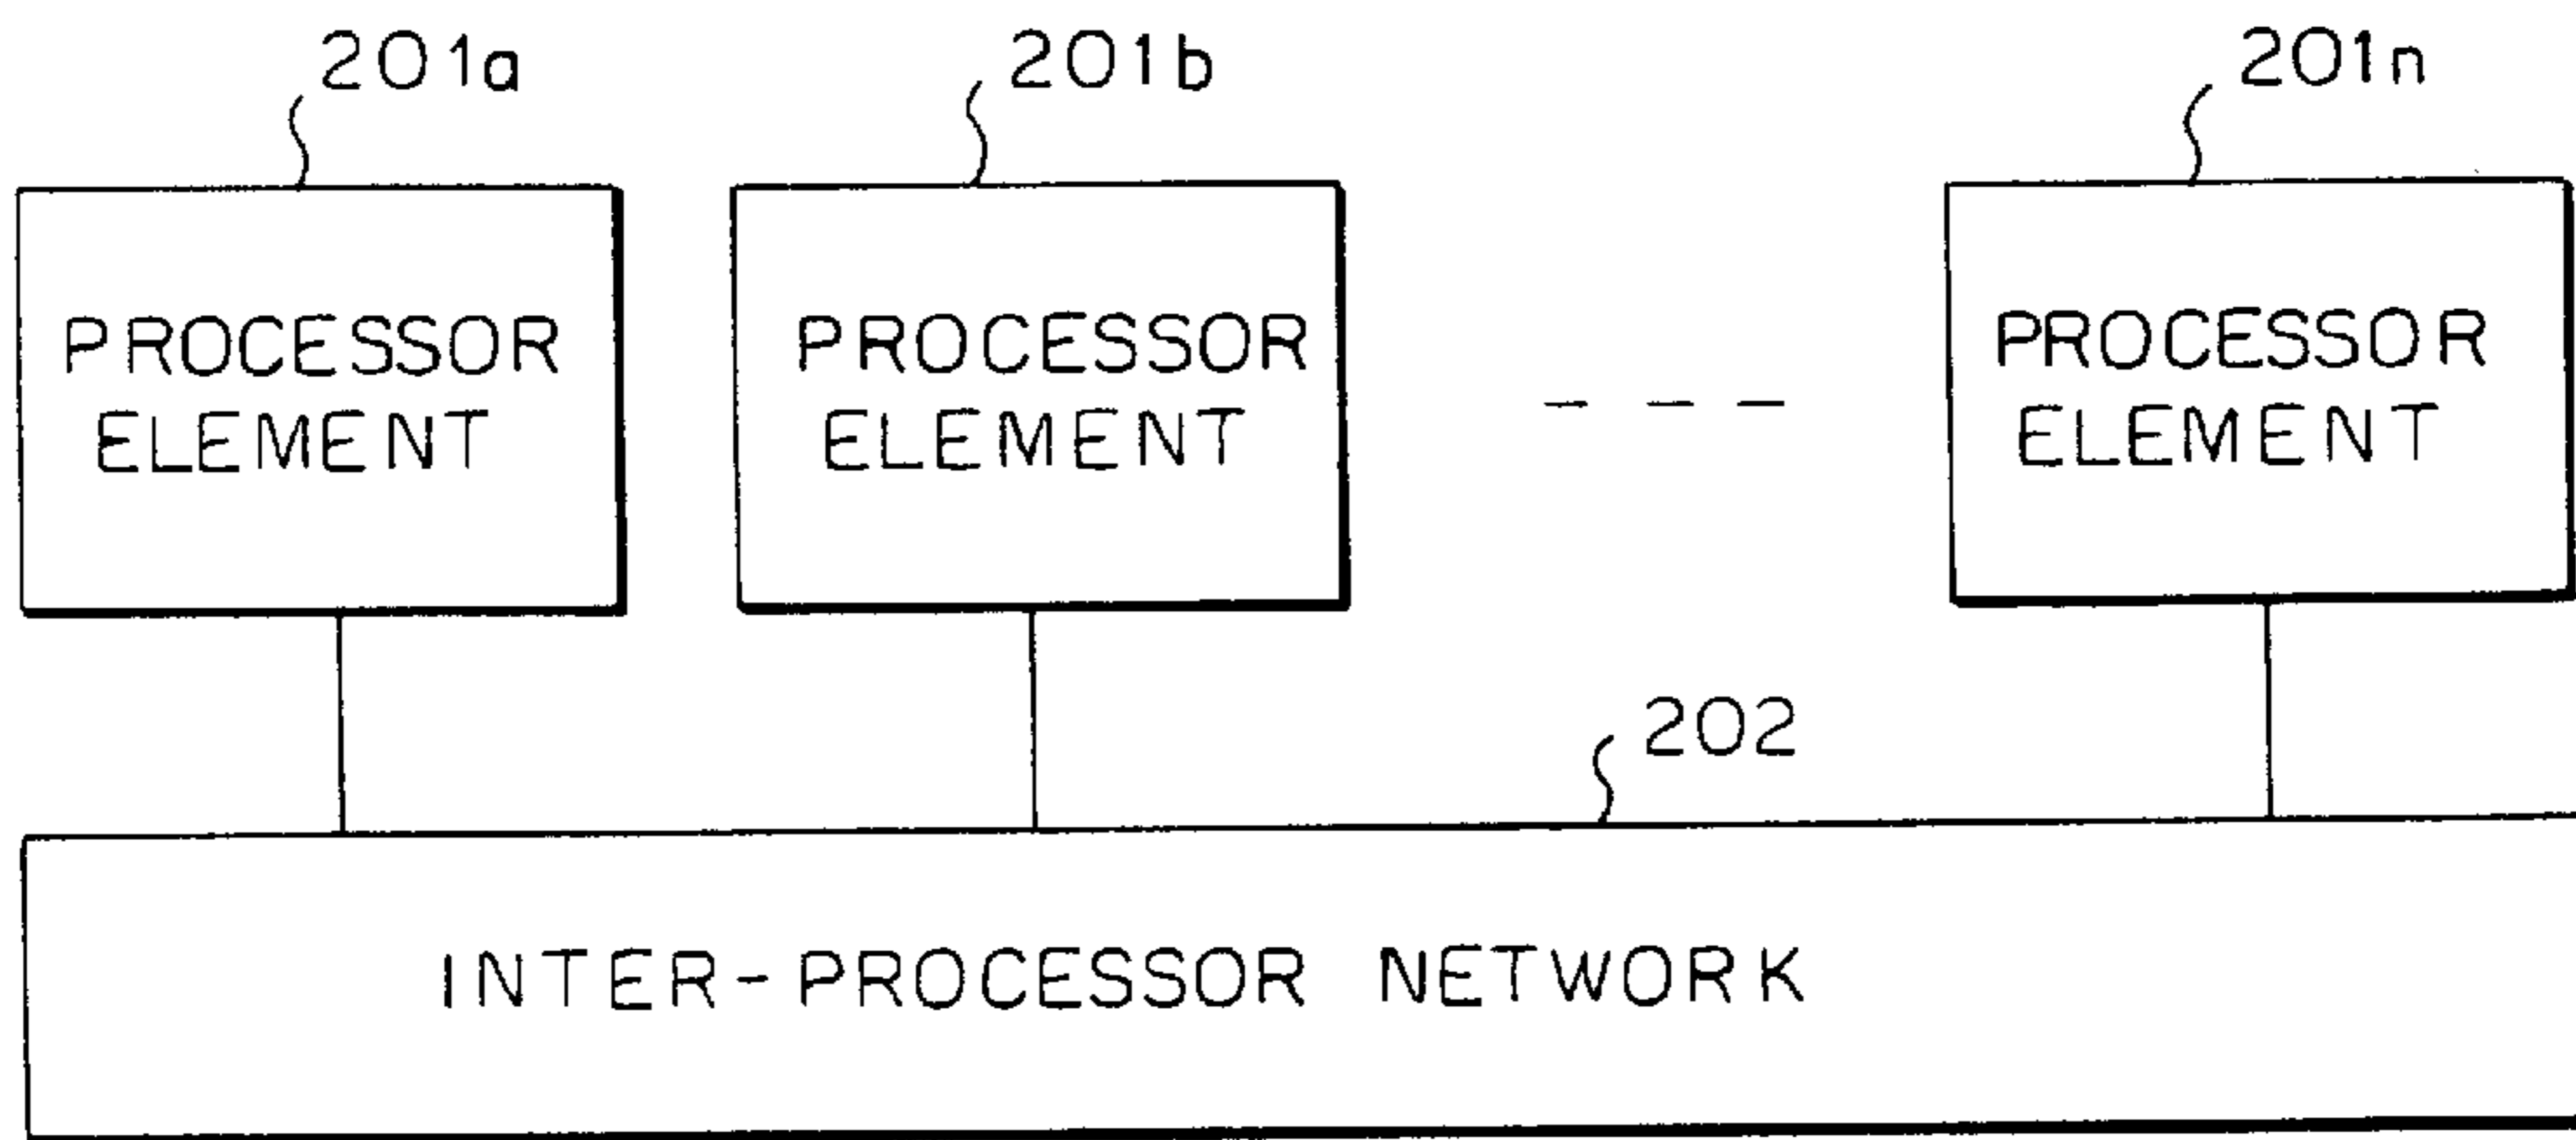 201a
201b
201n
PROCESSOR
ELEMENT
PROCESSOR
ELEMENT
PROCESSOR
ELEMENT
202
INTER-PROCESSOR NETWORK